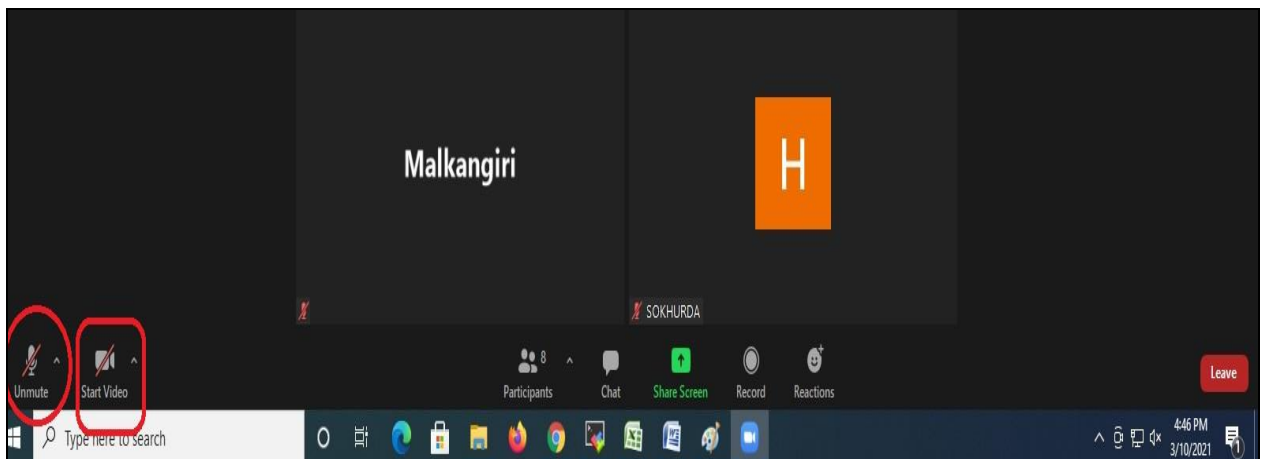 Malkangiri
H
SOKHURDA
8
Unmute
Start Video
Participants
Chat
Share Screen
Record
Reactions
Leave
Type here to search
4:46 PM
3/10/2021
1